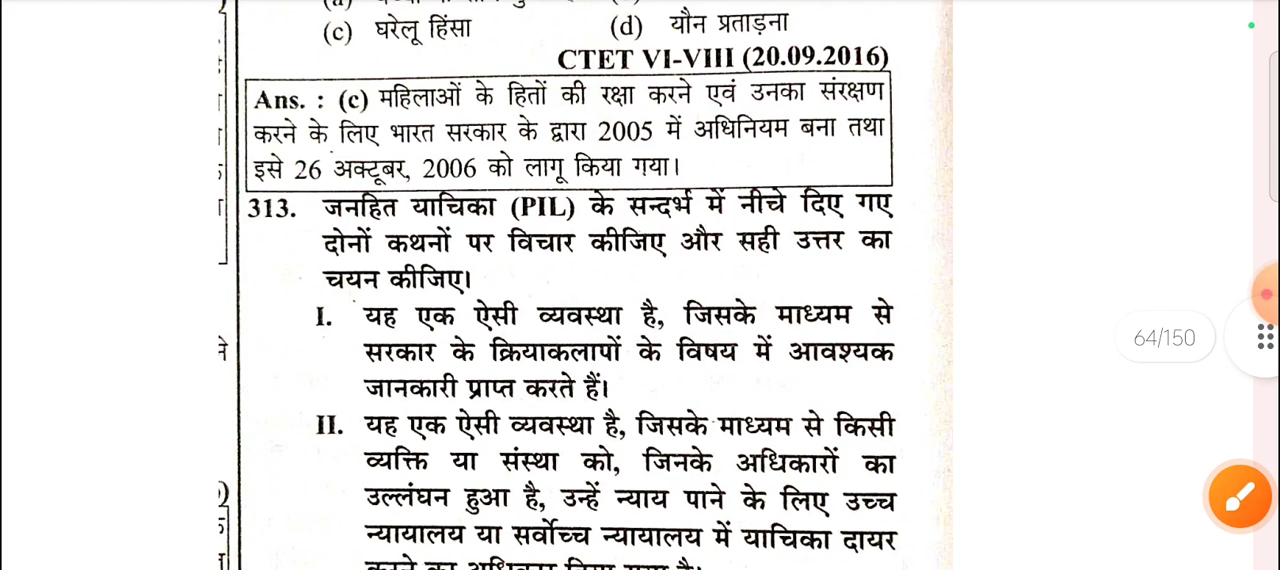 (c) घरेलू हिंसा (d) यौन प्रताड़ना
CTET VI-VIII (20.09.2016)
Ans. : (c) महिलाओं के हितों की रक्षा करने एवं उनका संरक्षण
करने के लिए भारत सरकार के द्वारा 2005 में अधिनियम बना तथा
इसे 26 अक्टूबर, 2006 को लागू किया गया।
313. जनहित याचिका (PIL) के सन्दर्भ में नीचे दिए गए
दोनों कथनों पर विचार कीजिए और सही उत्तर का
चयन कीजिए।
I. यह एक ऐसी व्यवस्था है, जिसके माध्यम से
सरकार के क्रियाकलापों के विषय में आवश्यक
जानकारी प्राप्त करते हैं।
II. यह एक ऐसी व्यवस्था है, जिसके माध्यम से किसी
व्यक्ति या संस्था को, जिनके अधिकारों का
उल्लंघन हुआ है, उन्हें न्याय पाने के लिए उच्च
न्यायालय या सर्वोच्च न्यायालय में याचिका दायर
64/150